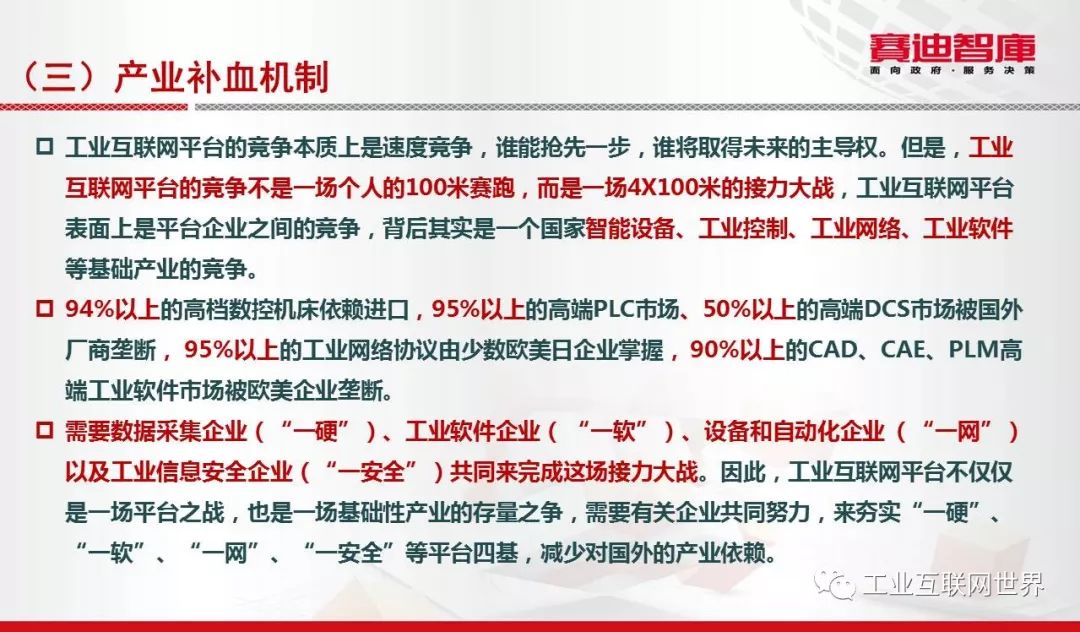 赛迪智庫
面向政府·服务决策
（三）产业补血机制
工业互联网平台的竞争本质上是速度竞争，谁能抢先一步，谁将取得未来的主导权。但是，工业
互联网平台的竞争不是一场个人的100米赛跑，而是一场4X100米的接力大战，工业互联网平台
表面上是平台企业之间的竞争，背后其实是一个国家智能设备、工业控制、工业网络、工业软件
等基础产业的竞争。
94%以上的高档数控机床依赖进口，95%以上的高端PLC市场、50%以上的高端DCS市场被国外
厂商垄断，95%以上的工业网络协议由少数欧美日企业掌握，90%以上的CAD、CAE、PLM高
端工业软件市场被欧美企业垄断。
需要数据采集企业（“一硬”）、工业软件企业（“一软”）、设备和自动化企业（“一网”）
以及工业信息安全企业（“一安全”）共同来完成这场接力大战。因此，工业互联网平台不仅仅
是一场平台之战，也是一场基础性产业的存量之争，需要有关企业共同努力，来夯实“一硬”、
“一软”、“一网”、“一安全”等平台四基，减少对国外的产业依赖。
工业互联网世界